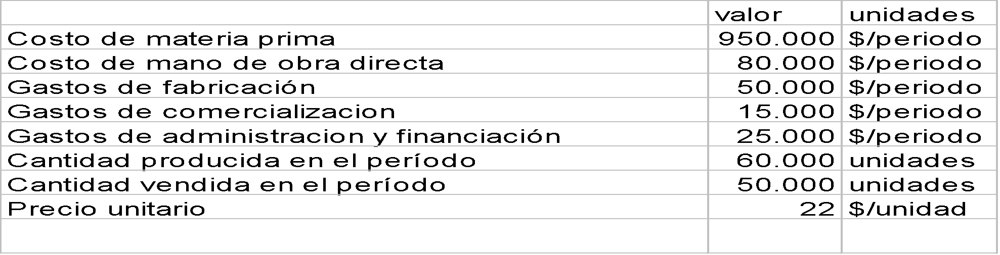 valor unidades
Costo de materia prima 950.000 $/periodo
Costo de mano de obra directa 80.000 $/periodo
Gastos de fabricación 50.000 $/periodo
Gastos de comercializacion 15.000 $/periodo
Gastos de administracion y financiación 25.000 $/periodo
Cantidad producida en el período 60.000 unidades
Cantidad vendida en el período 50.000 unidades
Precio unitario 22 $/unidad